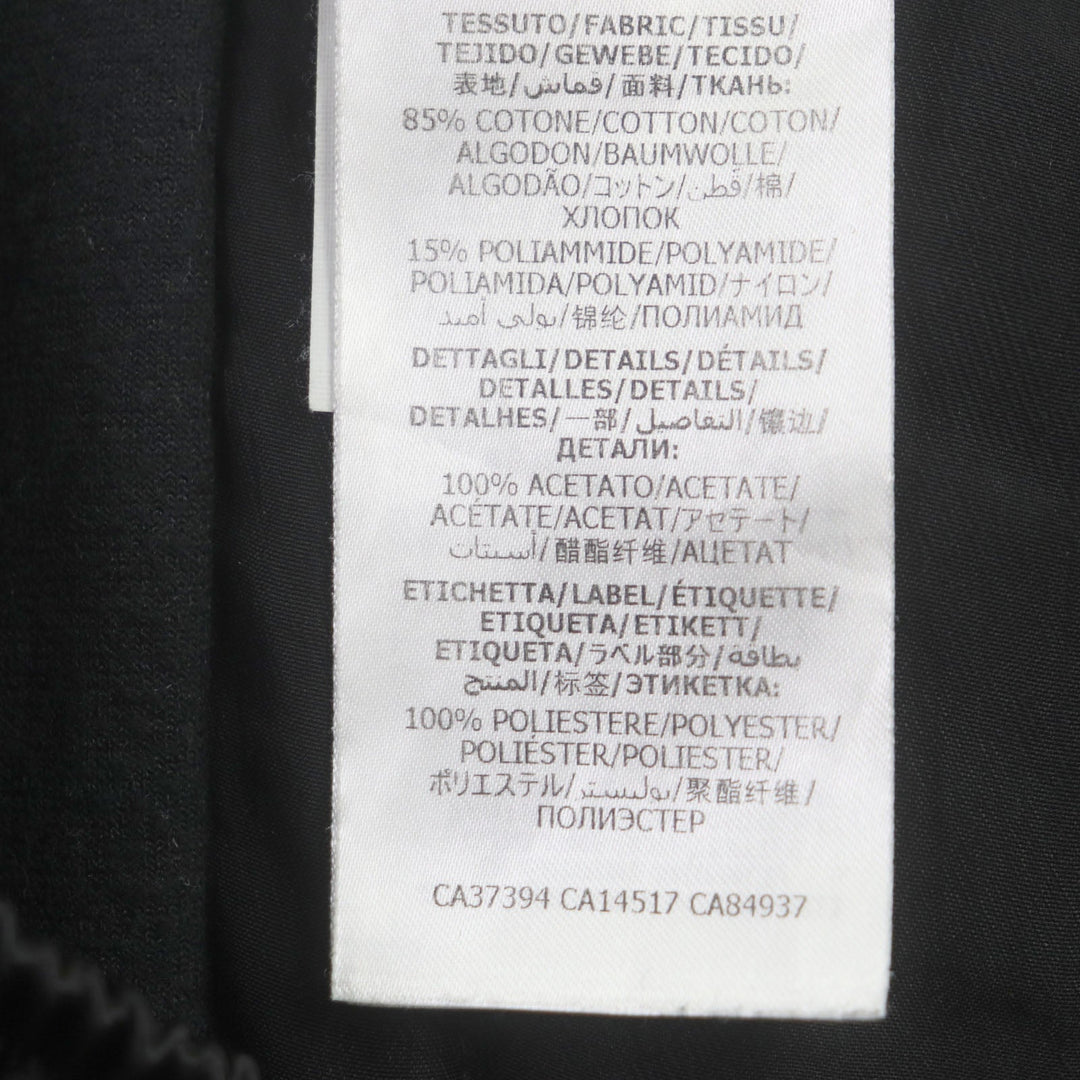 TESSUTO/FABRIC/TISSU/
TEJIDO/GEWEBE/TECIDO/
表地/قماش/面料/ТКАНЬ:
85% COTONE/COTTON/COTON/
ALGODON/BAUMWOLLE/
ALGODÃO/コットン/قطن/棉/
ХЛОПОК
15% POLIAMMIDE/POLYAMIDE/
POLIAMIDA/POLYAMID/ナイロン/
بولي أميد/锦纶/ПОЛИАМИД
DETTAGLI/DETAILS/DÉTAILS/
DETALLES/DETAILS/
DETALHES/一部/التفاصيل/镶边/
ДЕТАЛИ:
100% ACETATO/ACETATE/
ACÉTATE/ACETAT/アセテート/
أسيتات/醋酯纤维/АЦЕТАТ
ETICHETTA/LABEL/ÉTIQUETTE/
ETIQUETA/ETIKETT/
ETIQUETA/ラベル部分/بطاقة
المنتج/标签/ЭТИКЕТКА:
100% POLIESTERE/POLYESTER/
POLIÉSTER/POLIESTER/
ポリエステル/بوليستر/聚酯纤维/
ПОЛИЭСТЕР
CA37394 CA14517 CA84937